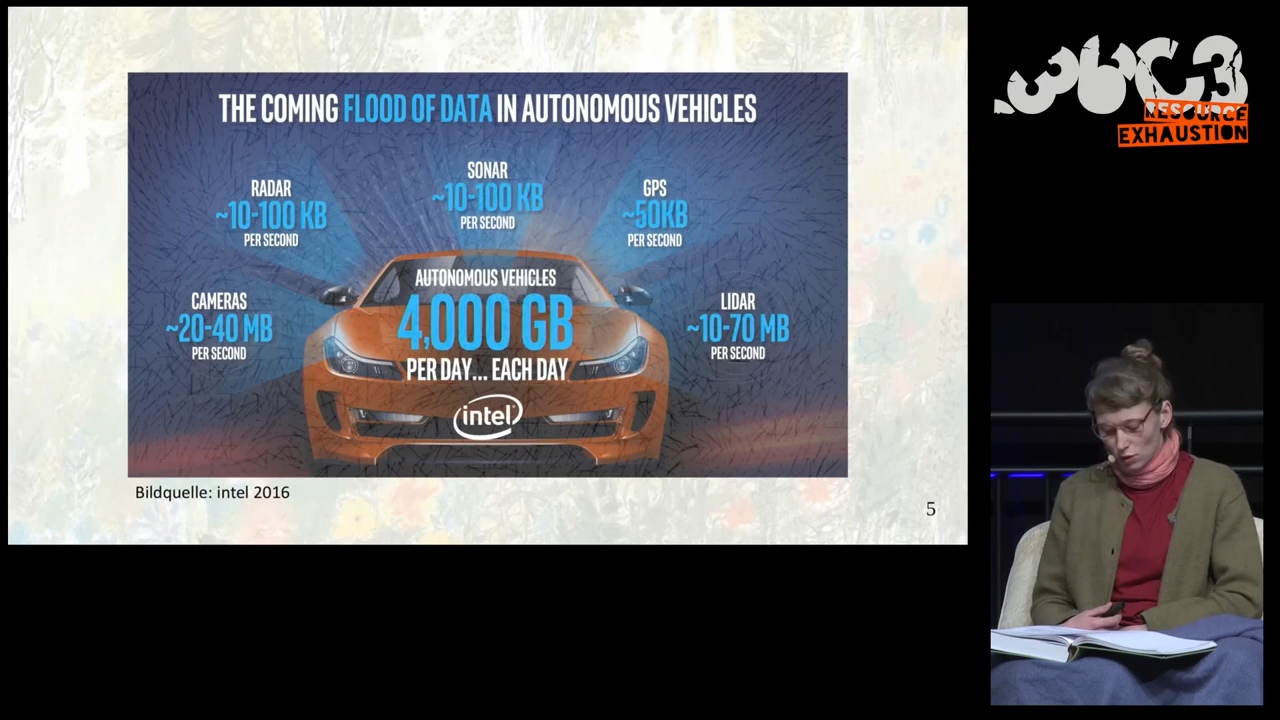 THE COMING FLOOD OF DATA IN AUTONOMOUS VEHICLES
RADAR
~10-100 KB
PER SECOND
SONAR
~10-100 KB
PER SECOND
GPS
~50KB
PER SECOND
CAMERAS
~20-40 MB
PER SECOND
AUTONOMOUS VEHICLES
4,000 GB
PER DAY... EACH DAY
intel
LIDAR
~10-70 MB
PER SECOND
Bildquelle: intel 2016
5
36C3
RESOURCE
EXHAUSTION